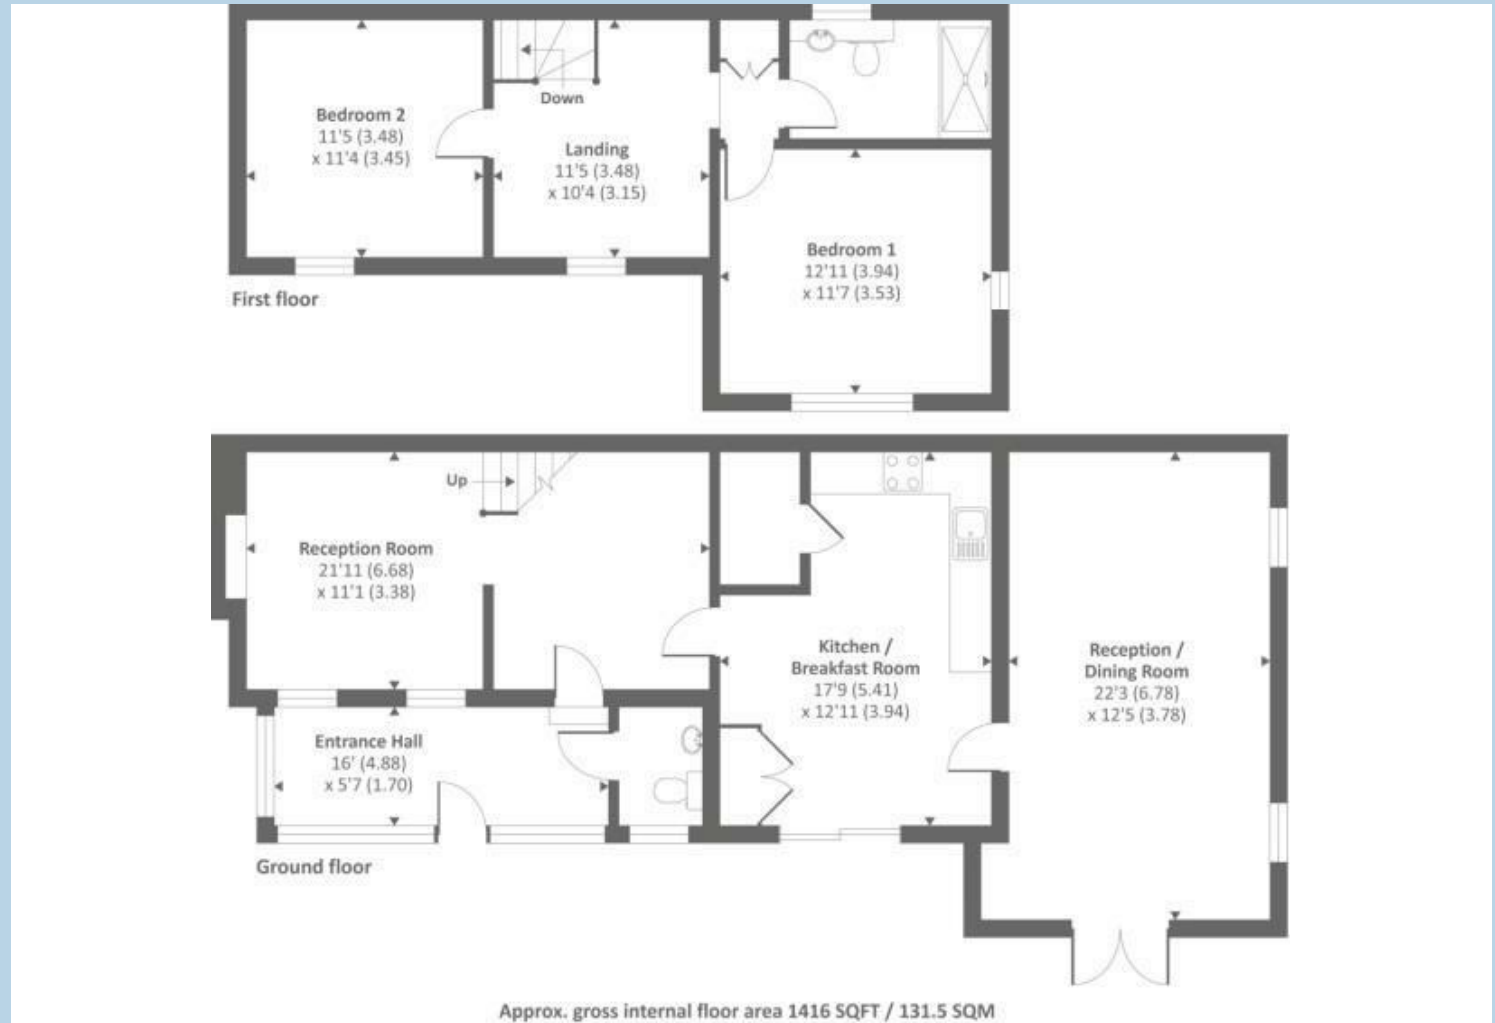 Bedroom 2
11'5 (3.48)
x 11'4 (3.45)
Down
Landing
11'5 (3.48)
x 10'4 (3.15)
Bedroom 1
12'11 (3.94)
x 11'7 (3.53)
First floor
Up
Reception Room
21'11 (6.68)
x 11'1 (3.38)
Kitchen /
Breakfast Room
17'9 (5.41)
x 12'11 (3.94)
Reception /
Dining Room
22'3 (6.78)
x 12'5 (3.78)
Entrance Hall
16' (4.88)
x 5'7 (1.70)
Ground floor
Approx. gross internal floor area 1416 SQFT / 131.5 SQM